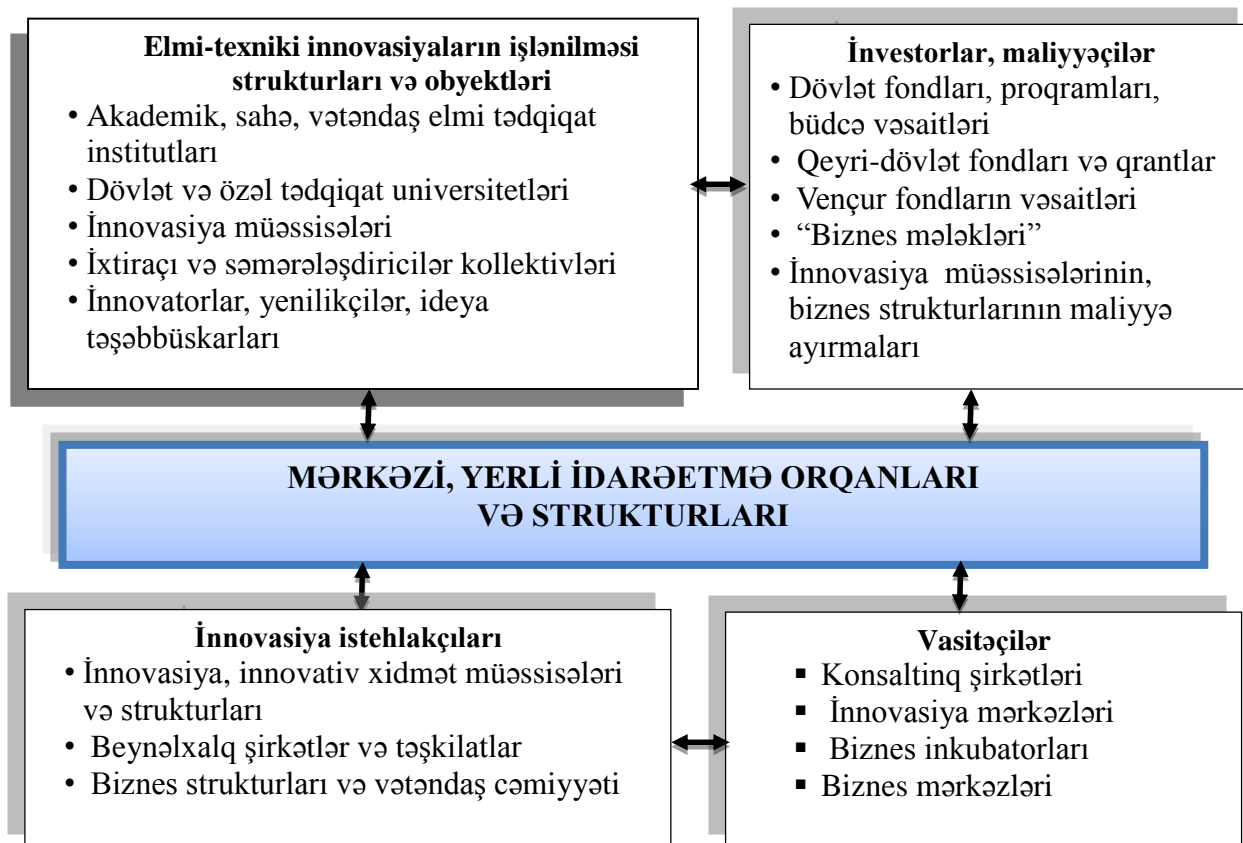 Elmi-texniki innovasiyaların işlənilməsi
strukturları və obyektləri
• Akademik, sahə, vətəndaş elmi tədqiqat
institutları
• Dövlət və özəl tədqiqat universitetləri
• İnnovasiya müəssisələri
• İxtiraçı və səmərələşdiricilər kollektivləri
• İnnovatorlar, yenilikçilər, ideya
təşəbbüskarları
İnvestorlar, maliyyəçilər
• Dövlət fondları, proqramları,
büdcə vəsaitləri
• Qeyri-dövlət fondları və qrantlar
• Vençur fondların vəsaitləri
• “Biznes mələkləri”
• İnnovasiya müəssisələrinin,
biznes strukturlarının maliyyə
ayırmaları
MƏRKƏZİ, YERLİ İDARƏETMƏ ORQANLARI
VƏ STRUKTURLARI
İnnovasiya istehlakçıları
• İnnovasiya, innovativ xidmət müəssisələri
və strukturları
• Beynəlxalq şirkətlər və təşkilatlar
• Biznes strukturları və vətəndaş cəmiyyəti
Vasitəçilər
▪ Konsaltinq şirkətləri
▪ İnnovasiya mərkəzləri
▪ Biznes inkubatorları
▪ Biznes mərkəzləri